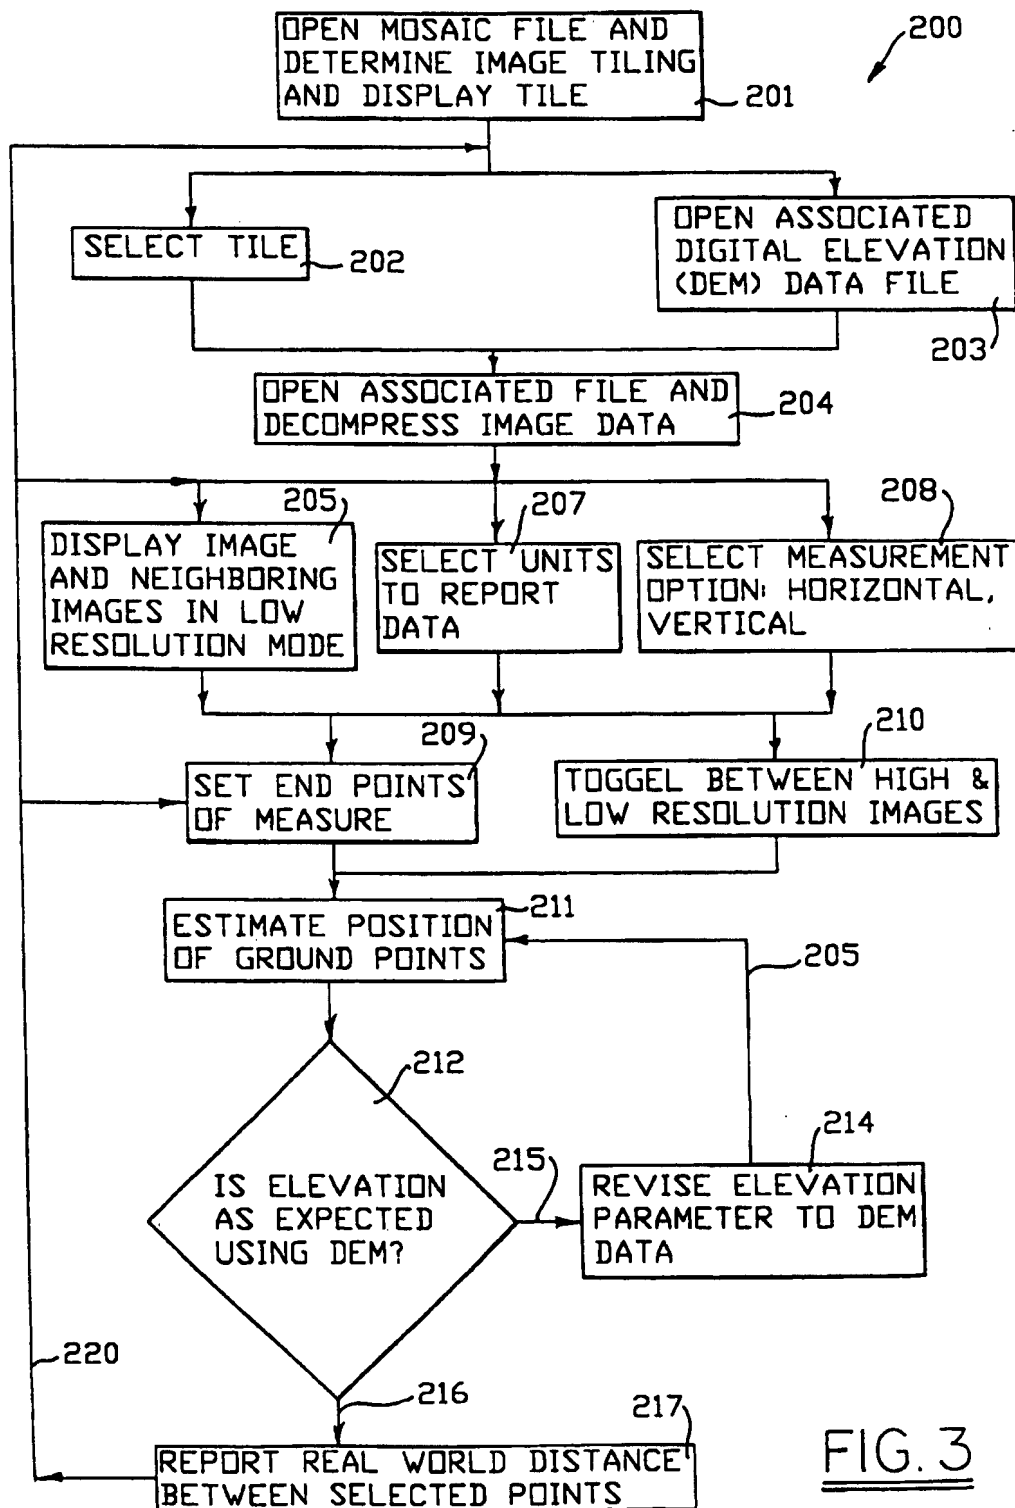 OPEN MOSAIC FILE AND
DETERMINE IMAGE TILING
AND DISPLAY TILE
201
200
SELECT TILE
202
OPEN ASSOCIATED
DIGITAL ELEVATION
(DEM) DATA FILE
203
OPEN ASSOCIATED FILE AND
DECOMPRESS IMAGE DATA
204
205
DISPLAY IMAGE
AND NEIGHBORING
IMAGES IN LOW
RESOLUTION MODE
207
SELECT UNITS
TO REPORT
DATA
208
SELECT MEASUREMENT
OPTION: HORIZONTAL,
VERTICAL
209
SET END POINTS
OF MEASURE
210
TOGGEL BETWEEN HIGH &
LOW RESOLUTION IMAGES
211
ESTIMATE POSITION
OF GROUND POINTS
205
212
IS ELEVATION
AS EXPECTED
USING DEM?
215
214
REVISE ELEVATION
PARAMETER TO DEM
DATA
220
216
217
REPORT REAL WORLD DISTANCE
BETWEEN SELECTED POINTS
FIG. 3